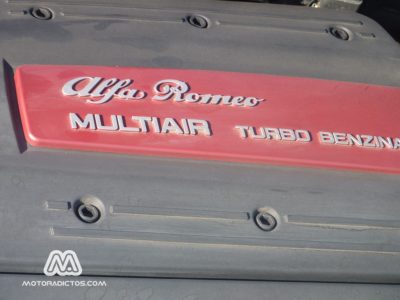 Alfa Romeo
MULTIAIR TURBO BENZINA
M
MOTORADICTOS.COM